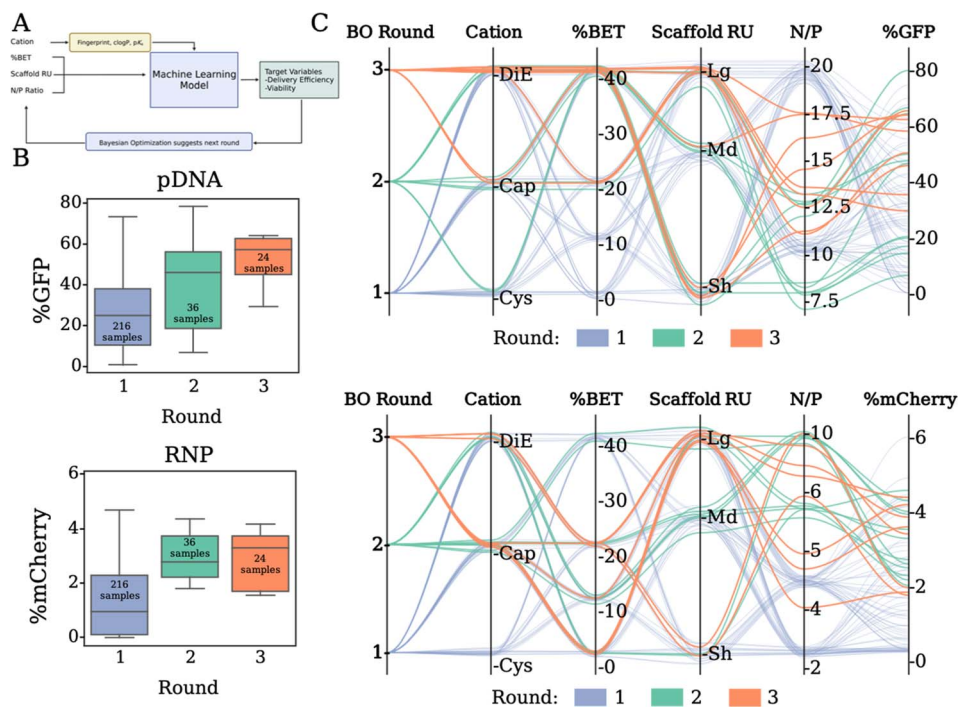 A
Cation
%BET
Scaffold RU
N/P Ratio
Fingerprint, clogP, pKₐ
Machine Learning
Model
Target Variables
-Delivery Efficiency
-Viability
Bayesian Optimization suggests next round
B
pDNA
%GFP
80
60
40
20
0
216
samples
36
samples
24
samples
1
2
3
Round
RNP
%mCherry
6
4
2
0
216
samples
36
samples
24
samples
1
2
3
Round
C
BO Round
Cation
%BET
Scaffold RU
N/P
%GFP
3
2
1
-DiE
-Cap
-Cys
-40
-30
-20
-10
-0
-Lg
-Md
-Sh
-20
-17.5
-15
-12.5
-10
-7.5
-80
-60
-40
-20
-0
Round:
1
2
3
BO Round
Cation
%BET
Scaffold RU
N/P
%mCherry
3
2
1
-DiE
-Cap
-Cys
-40
-30
-20
-10
-0
-Lg
-Md
-Sh
-10
-6
-5
-4
-2
-6
-4
-2
-0
Round:
1
2
3